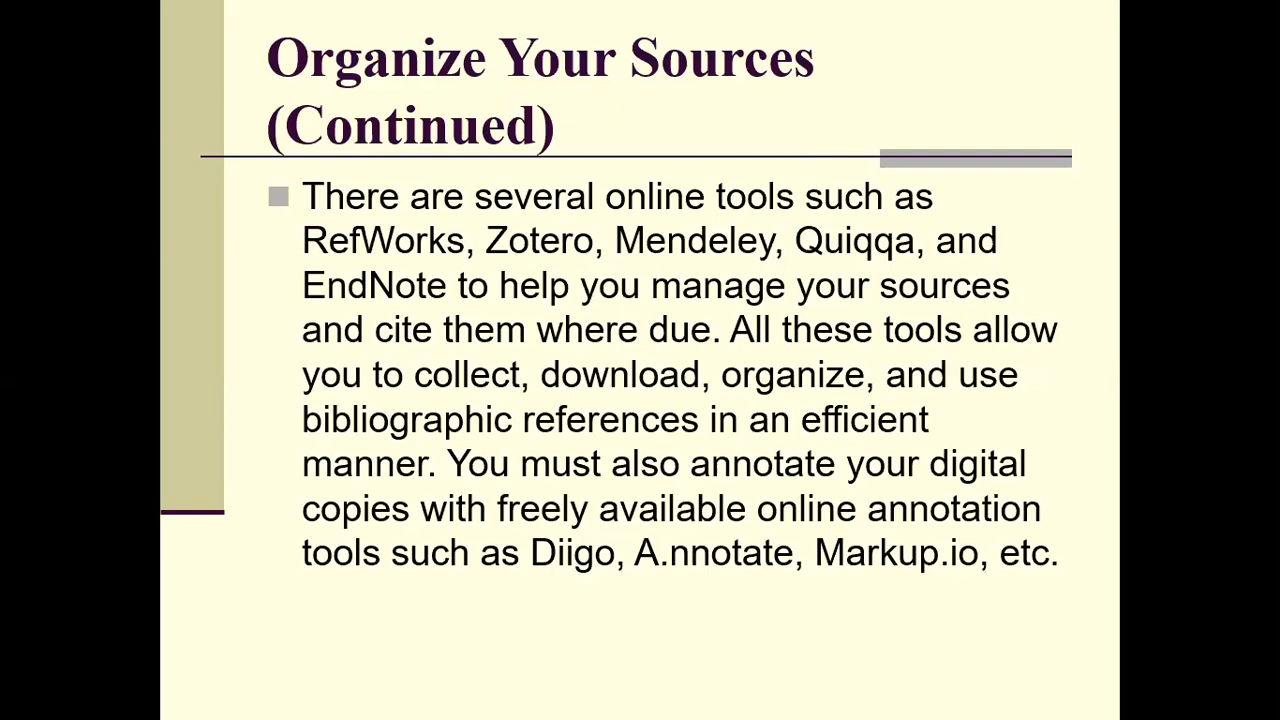 Organize Your Sources
(Continued)
There are several online tools such as
RefWorks, Zotero, Mendeley, Quiqqa, and
EndNote to help you manage your sources
and cite them where due. All these tools allow
you to collect, download, organize, and use
bibliographic references in an efficient
manner. You must also annotate your digital
copies with freely available online annotation
tools such as Diigo, A.nnotate, Markup.io, etc.